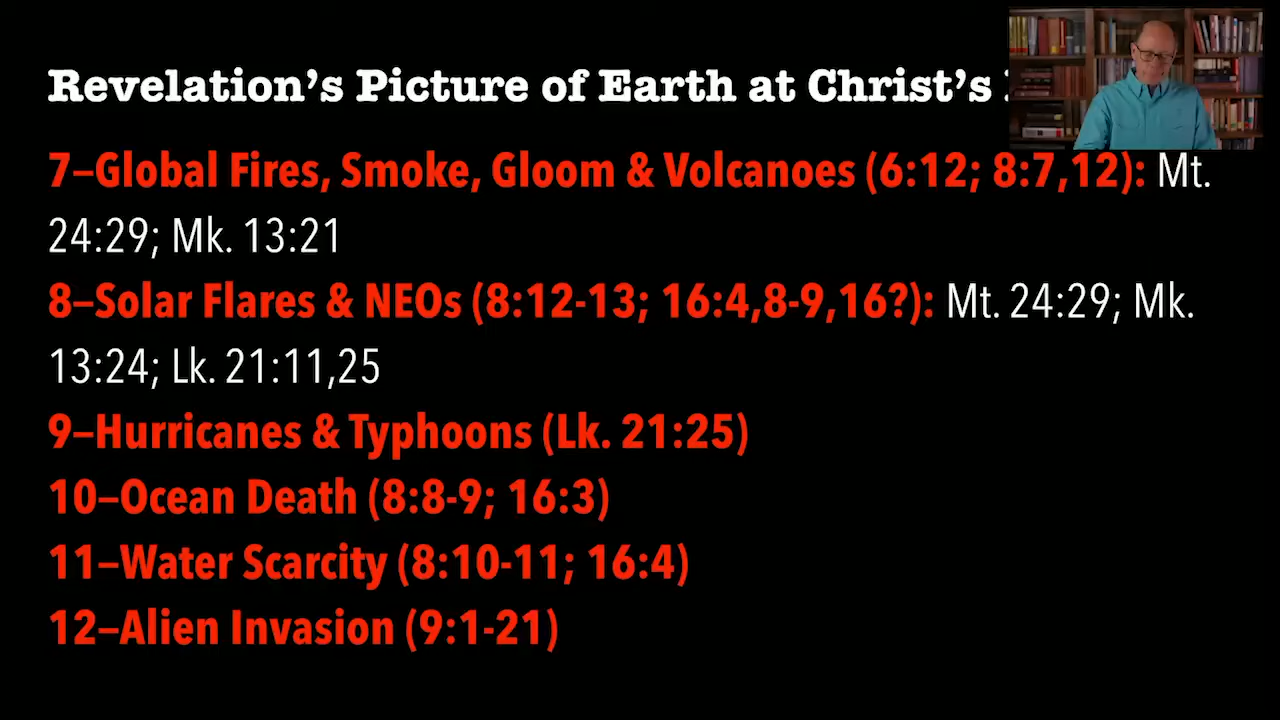 Revelation’s Picture of Earth at Christ’s
7—Global Fires, Smoke, Gloom & Volcanoes (6:12; 8:7,12): Mt.
24:29; Mk. 13:21
8—Solar Flares & NEOs (8:12-13; 16:4,8-9,16?): Mt. 24:29; Mk.
13:24; Lk. 21:11,25
9—Hurricanes & Typhoons (Lk. 21:25)
10—Ocean Death (8:8-9; 16:3)
11—Water Scarcity (8:10-11; 16:4)
12—Alien Invasion (9:1-21)